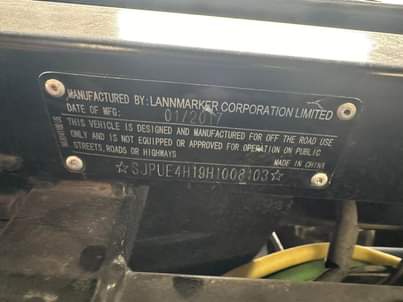 MANUFACTURED BY: LANNMARKER CORPORATION LIMITED
DATE OF MFG: 01/2017
THIS VEHICLE IS DESIGNED AND MANUFACTURED FOR OFF THE ROAD USE
ONLY AND IS NOT EQUIPPED OR APPROVED FOR OPERATION ON PUBLIC
STREETS, ROADS OR HIGHWAYS
MADE IN CHINA
☆SJPUE4H19H1008103☆